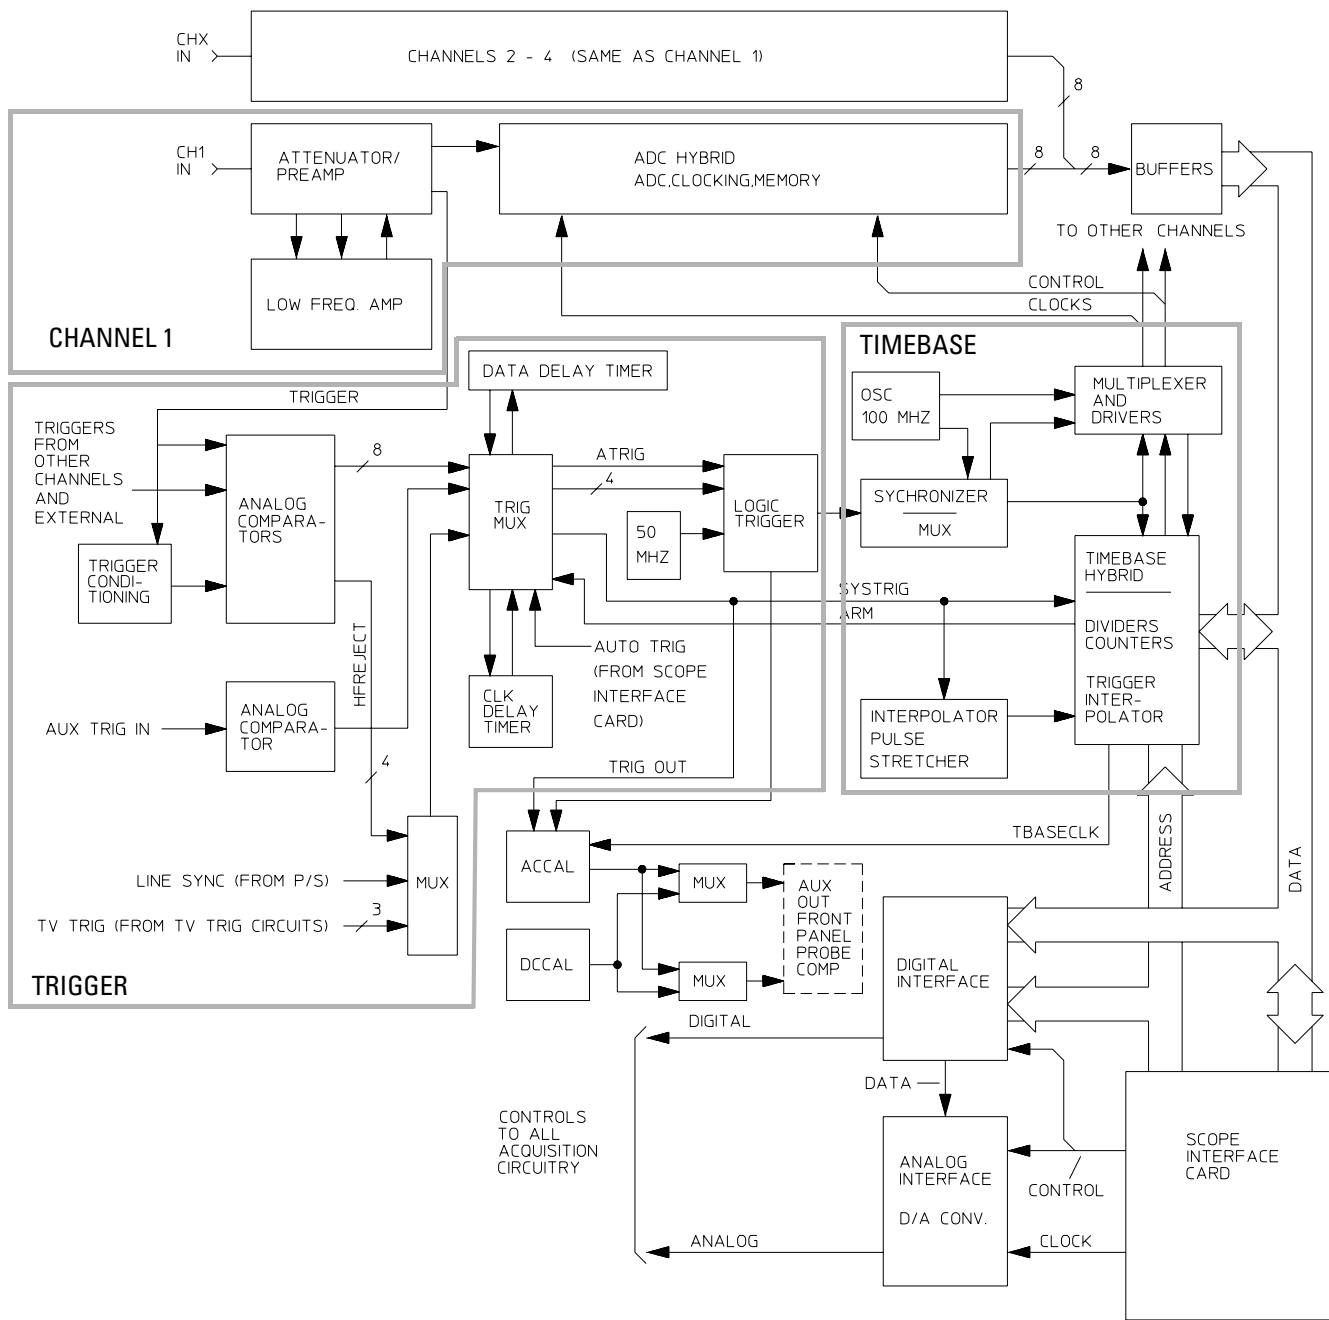 CHX
IN
CHANNELS 2 - 4 (SAME AS CHANNEL 1)
8
CH1
IN
ATTENUATOR/
PREAMP
ADC HYBRID
ADC,CLOCKING,MEMORY
8
8
BUFFERS
TO OTHER CHANNELS
LOW FREQ. AMP
CONTROL
CLOCKS
CHANNEL 1
TIMEBASE
DATA DELAY TIMER
OSC
100 MHZ
MULTIPLEXER
AND
DRIVERS
TRIGGER
TRIGGERS
FROM
OTHER
CHANNELS
AND
EXTERNAL
8
ATRIG
4
ANALOG
COMPARA-
TORS
TRIG
MUX
LOGIC
TRIGGER
SYCHRONIZER
MUX
50
MHZ
TRIGGER
CONDI-
TIONING
TIMEBASE
HYBRID
DIVIDERS
COUNTERS
TRIGGER
INTER-
POLATOR
SYSTRIG
ARM
HFREJECT
AUTO TRIG
(FROM SCOPE
INTERFACE
CARD)
CLK
DELAY
TIMER
AUX TRIG IN
ANALOG
COMPARA-
TOR
INTERPOLATOR
PULSE
STRETCHER
4
TRIG OUT
TBASECLK
ADDRESS
DATA
LINE SYNC (FROM P/S)
TV TRIG (FROM TV TRIG CIRCUITS)
3
MUX
ACCAL
MUX
AUX
OUT
FRONT
PANEL
PROBE
COMP
DCCAL
MUX
TRIGGER
DIGITAL
INTERFACE
DIGITAL
DATA
CONTROLS
TO ALL
ACQUISITION
CIRCUITRY
ANALOG
INTERFACE
D/A CONV.
CONTROL
SCOPE
INTERFACE
CARD
ANALOG
CLOCK